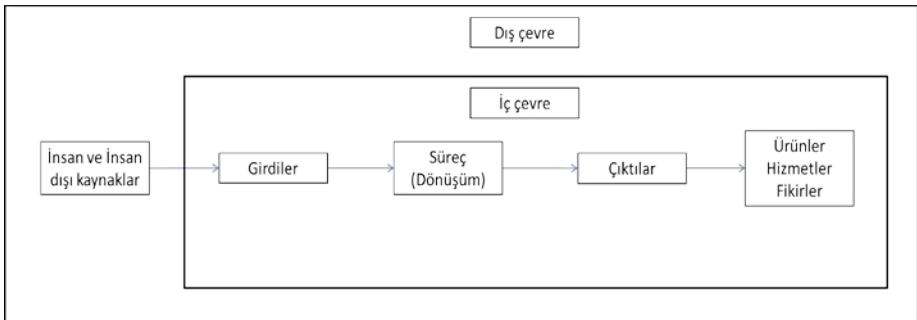 Dış çevre
İç çevre
İnsan ve İnsan
dışı kaynaklar
Girdiler
Süreç
(Dönüşüm)
Çıktılar
Ürünler
Hizmetler
Fikirler